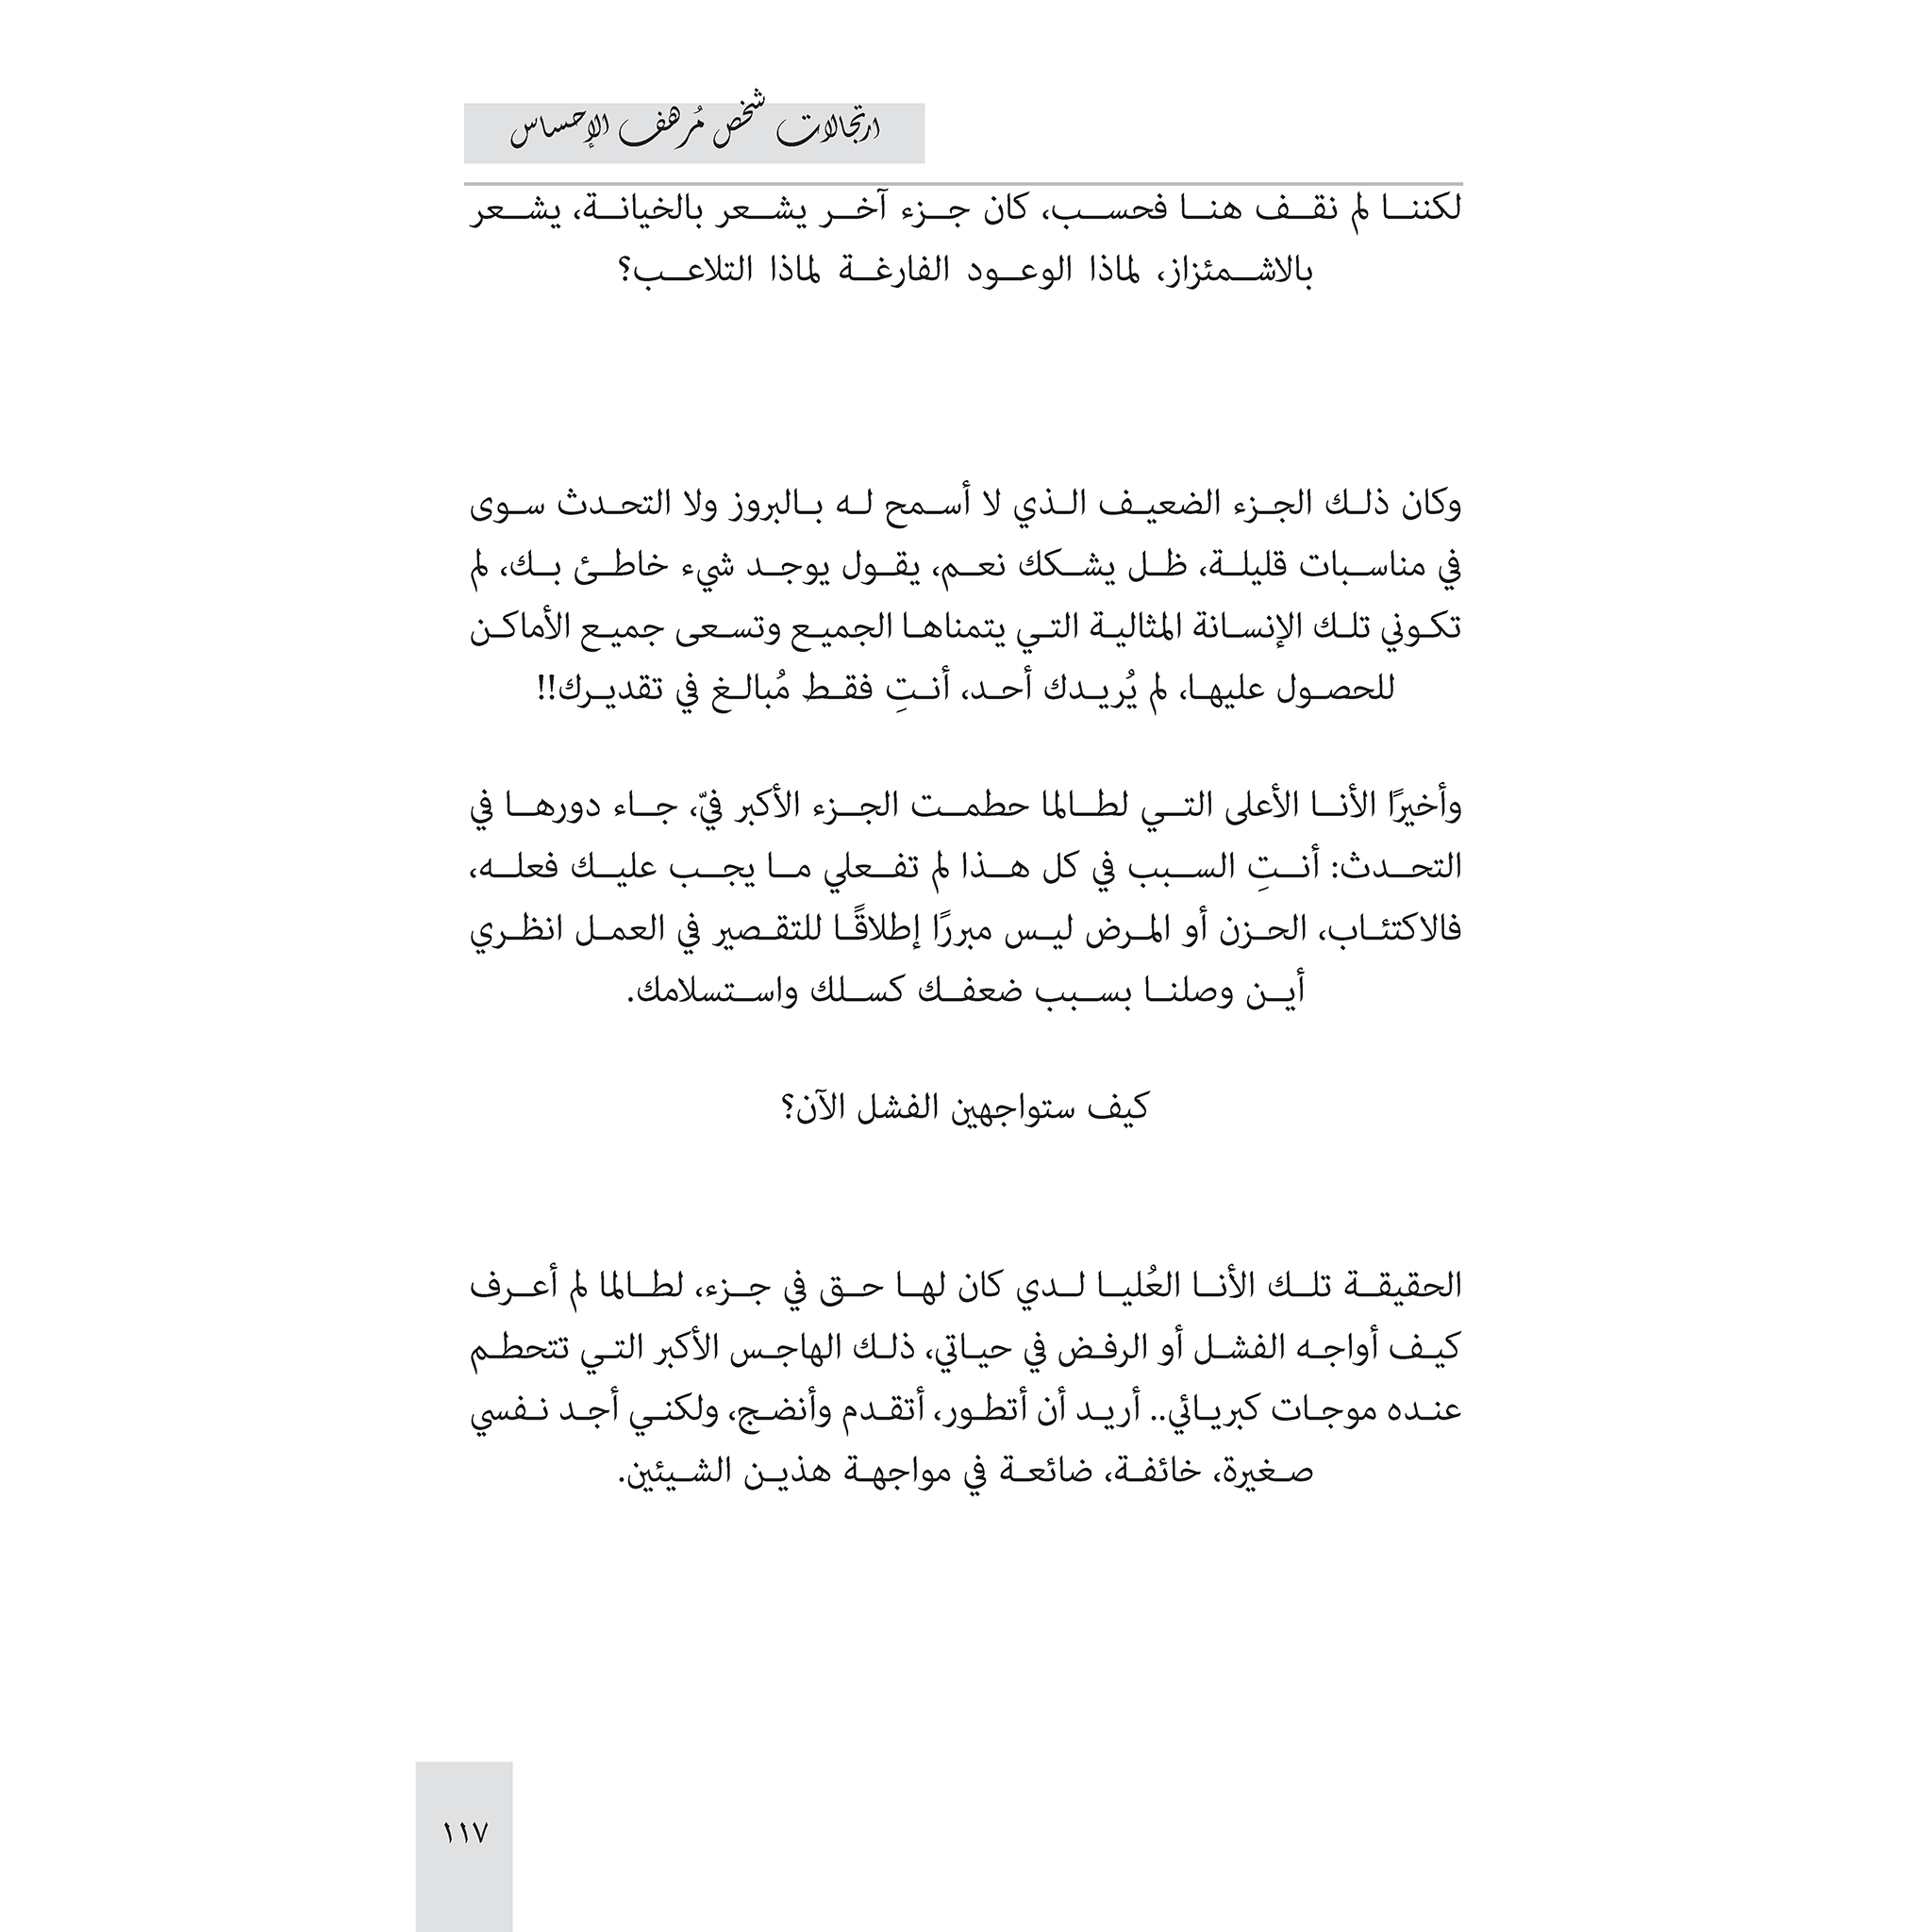 ارتجالات شخص مُرهف الإحساس
لكننا لم نقف هنا فحسب، كان جزء آخر يشعر بالخيانة، يشعر
بالاشمئزاز، لماذا الوعود الفارغة لماذا التلاعب؟
وكان ذلك الجزء الضعيف الذي لا أسمح له بالبروز ولا التحدث سوى
في مناسبات قليلة، ظل يشكك نعم، يقول يوجد شيء خاطئ بك، لم
تكوني تلك الإنسانة المثالية التي يتمناها الجميع وتسعى جميع الأماكن
للحصول عليها، لم يُريدك أحد، أنتِ فقط مُبالغ في تقديرك!!
وأخيرًا الأنا الأعلى التي لطالما حطمت الجزء الأكبر فيّ، جاء دورها في
التحدث: أنتِ السبب في كل هذا لم تفعلي ما يجب عليك فعله،
فالاكتئاب، الحزن أو المرض ليس مبررًا إطلاقًا للتقصير في العمل انظري
أين وصلنا بسبب ضعفك كسلك واستسلامك.
كيف ستواجهين الفشل الآن؟
الحقيقة تلك الأنا العُليا لدي كان لها حق في جزء، لطالما لم أعرف
كيف أواجه الفشل أو الرفض في حياتي، ذلك الهاجس الأكبر التي تتحطم
عنده موجات كبريائي.. أريد أن أتطور، أتقدم وأنضج، ولكني أجد نفسي
صغيرة، خائفة، ضائعة في مواجهة هذين الشيئين.
١١٧